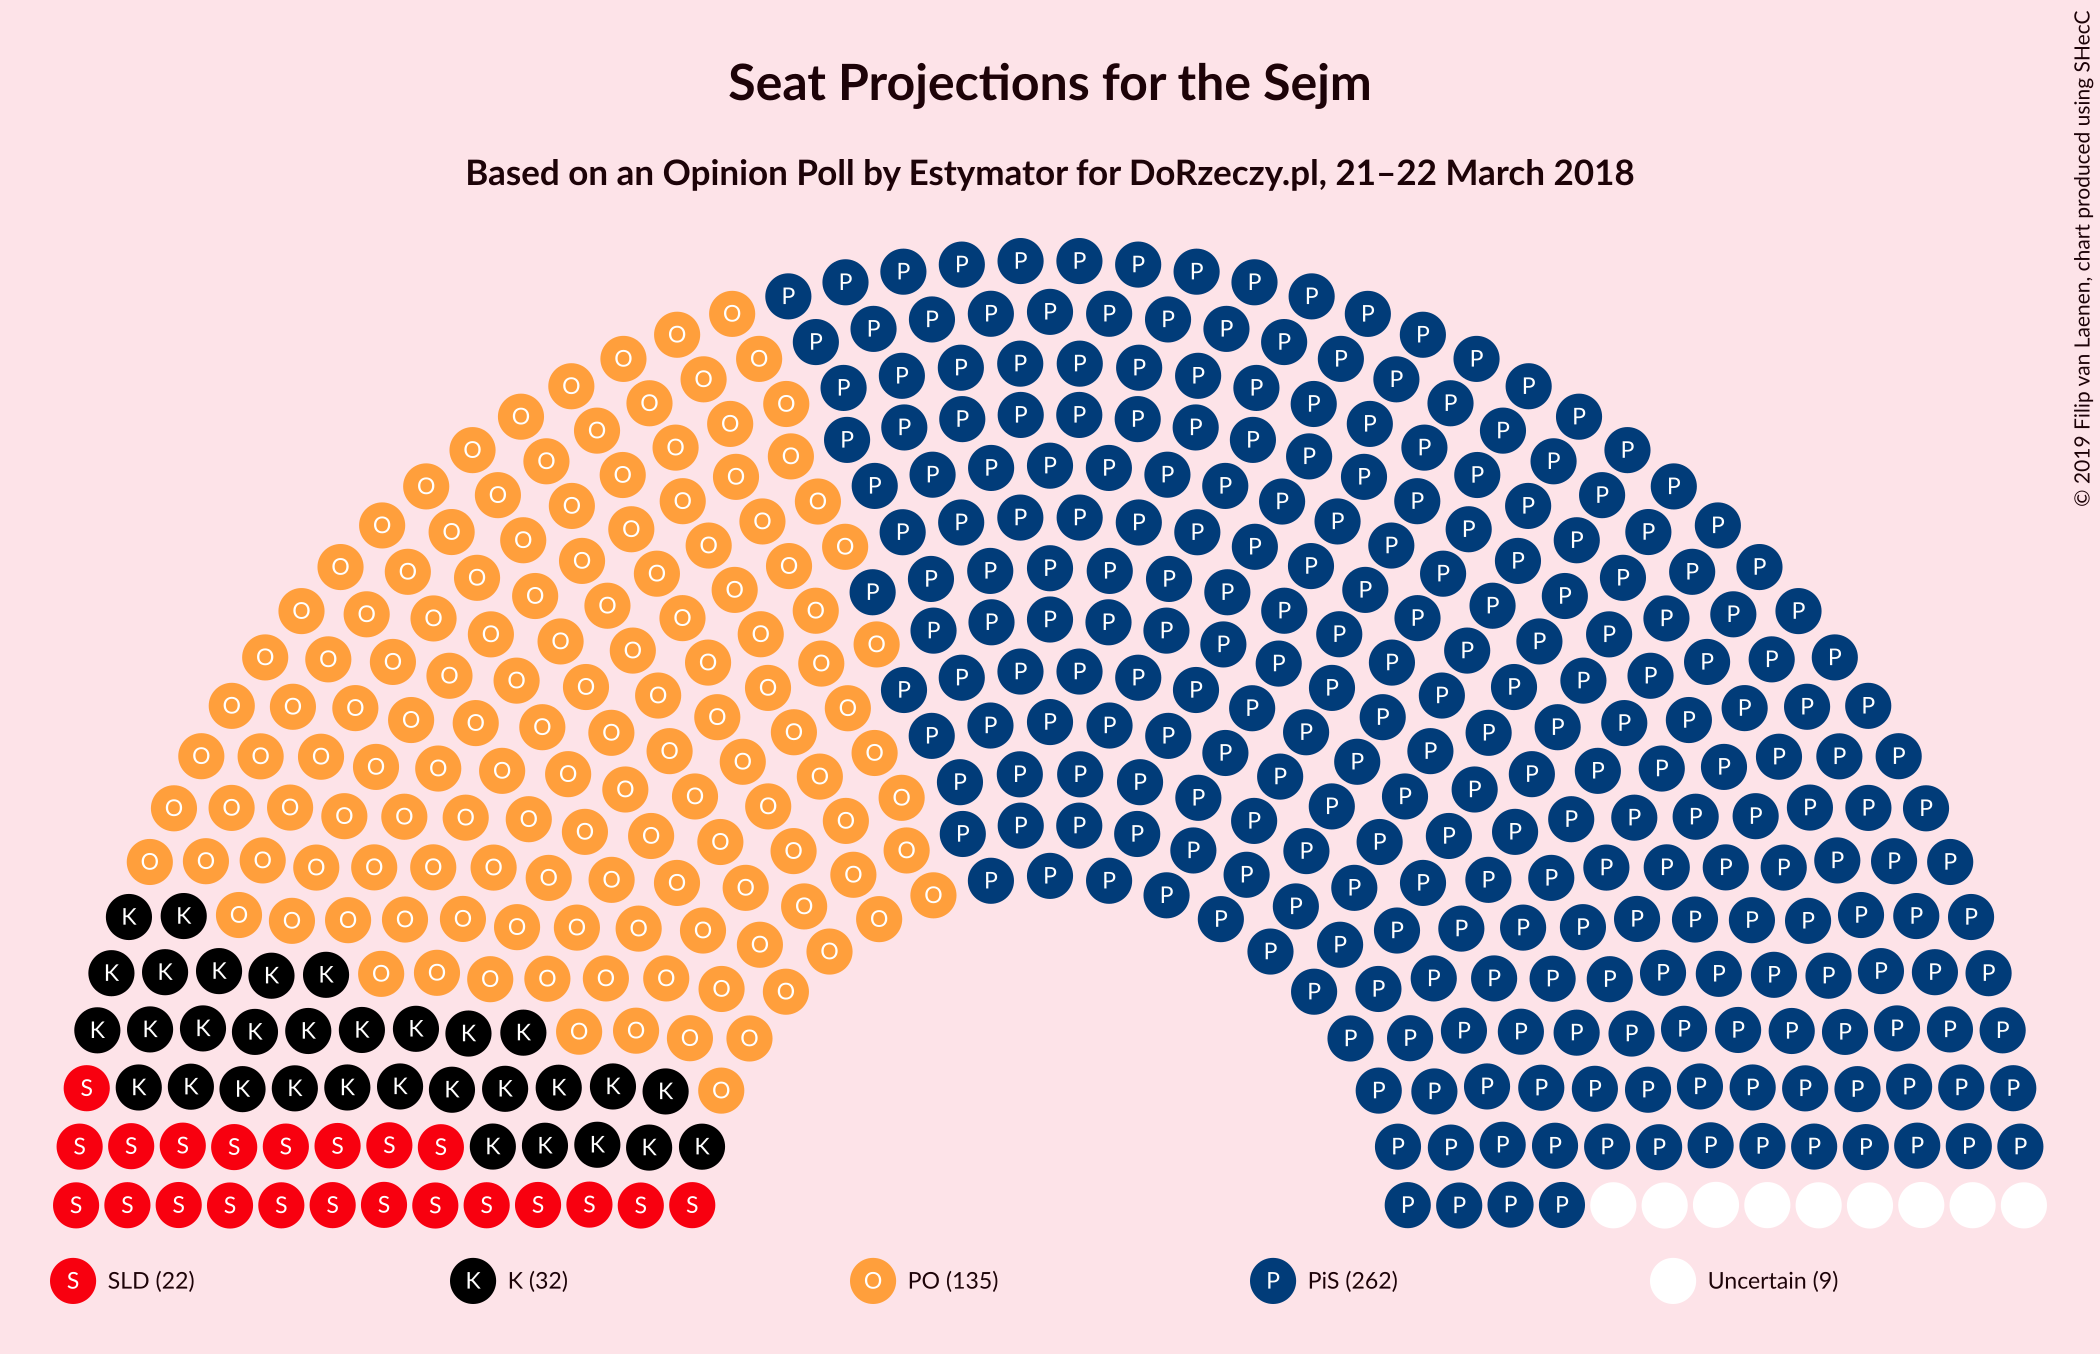 Seat Projections for the Sejm
Based on an Opinion Poll by Estymator for DoRzeczy.pl, 21–22 March 2018
© 2019 Filip van Laenen, chart produced using SHecC
S SLD (22)
K K (32)
O PO (135)
P PiS (262)
Uncertain (9)